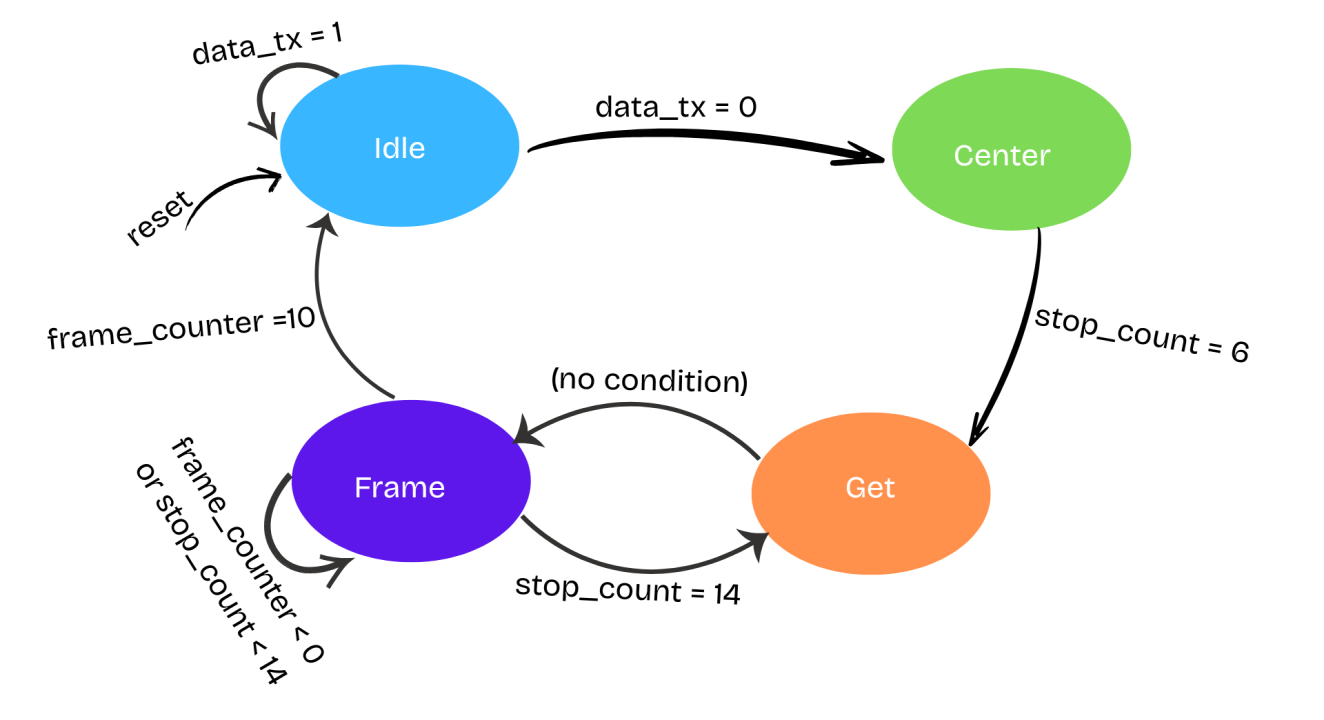 data_tx = 1
Idle
data_tx = 0
Center
reset
frame_counter =10
stop_count = 6
(no condition)
Frame
Get
frame_counter < 0
or stop_count < 14
stop_count = 14